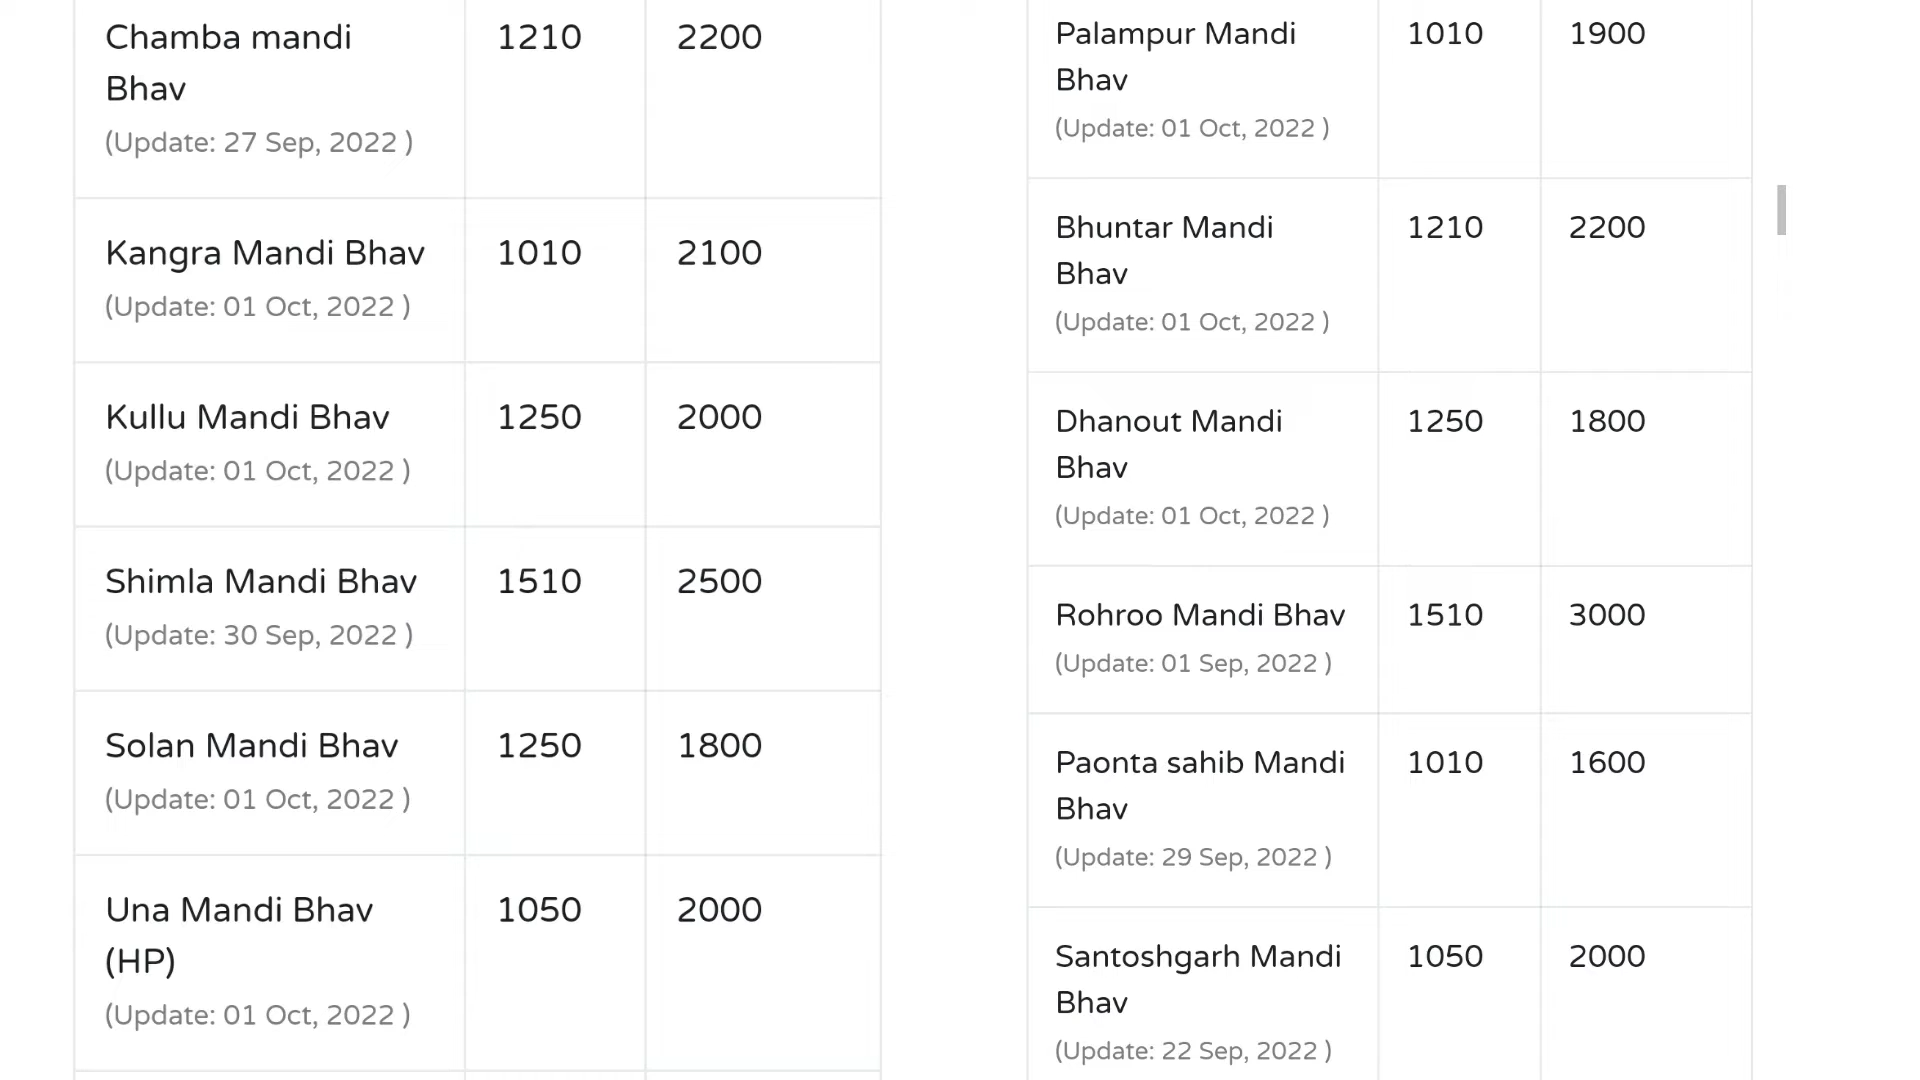 Chamba mandi 1210 2200
Bhav
(Update: 27 Sep, 2022 )
Kangra Mandi Bhav 1010 2100
(Update: 01 Oct, 2022 )
Kullu Mandi Bhav 1250 2000
(Update: 01 Oct, 2022 )
Shimla Mandi Bhav 1510 2500
(Update: 30 Sep, 2022 )
Solan Mandi Bhav 1250 1800
(Update: 01 Oct, 2022 )
Una Mandi Bhav 1050 2000
(HP)
(Update: 01 Oct, 2022 )
Palampur Mandi 1010 1900
Bhav
(Update: 01 Oct, 2022 )
Bhuntar Mandi 1210 2200
Bhav
(Update: 01 Oct, 2022 )
Dhanout Mandi 1250 1800
Bhav
(Update: 01 Oct, 2022 )
Rohroo Mandi Bhav 1510 3000
(Update: 01 Sep, 2022 )
Paonta sahib Mandi 1010 1600
Bhav
(Update: 29 Sep, 2022 )
Santoshgarh Mandi 1050 2000
Bhav
(Update: 22 Sep, 2022 )